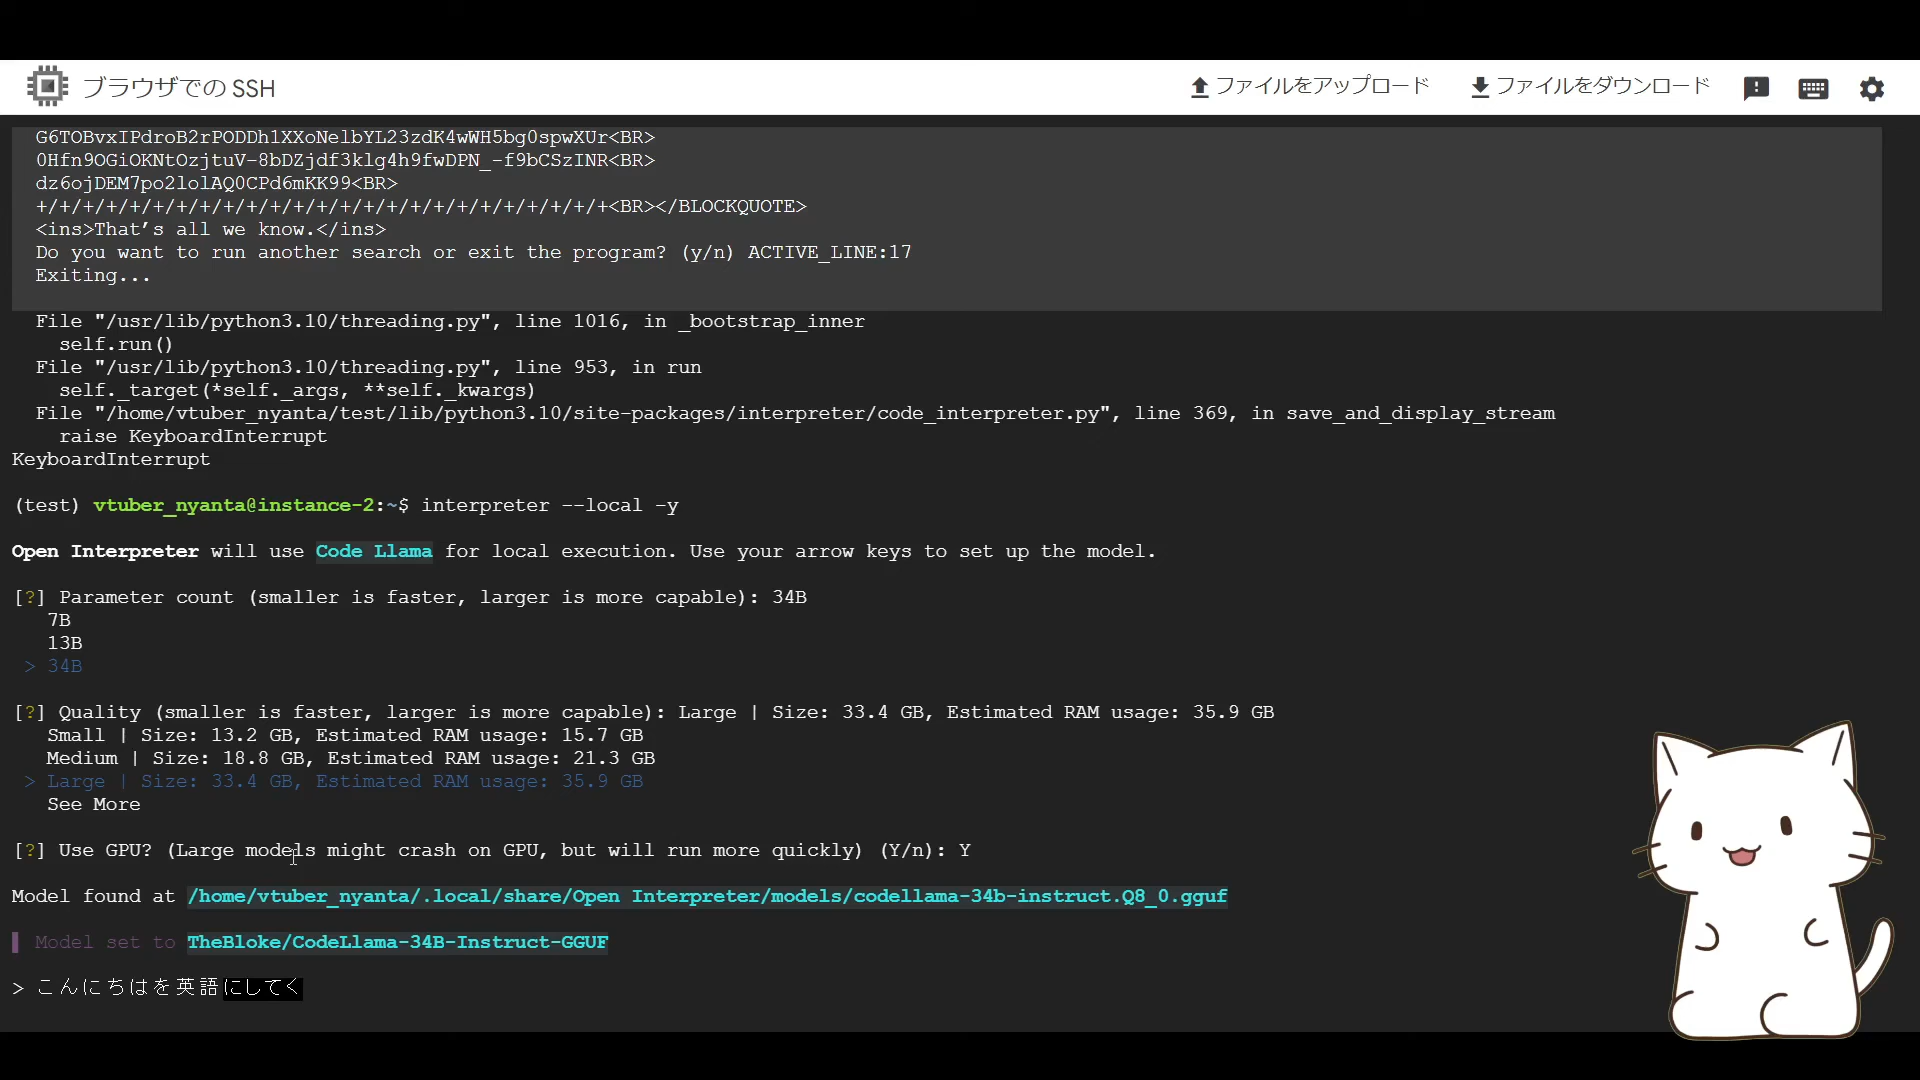 ブラウザでの SSH
ファイルをアップロード
ファイルをダウンロード
G6TOBvxIPdroB2rPODDh1XXoNelbYL23zdK4wWH5bg0spwXUr<BR>
0Hfn9OGiOKNtOzjtuV-8bDZjdf3klg4h9fwDPN_-f9bCSzINR<BR>
dz6ojDEM7po2lolAQ0CPd6mKK99<BR>
+/+/+/+/+/+/+/+/+/+/+/+/+/+/+/+/+/+/+/+/+/+/+/+/+<BR></BLOCKQUOTE>
<ins>That’s all we know.</ins>
Do you want to run another search or exit the program? (y/n) ACTIVE_LINE:17
Exiting...
File "/usr/lib/python3.10/threading.py", line 1016, in _bootstrap_inner
self.run()
File "/usr/lib/python3.10/threading.py", line 953, in run
self._target(*self._args, **self._kwargs)
File "/home/vtuber_nyanta/test/lib/python3.10/site-packages/interpreter/code_interpreter.py", line 369, in save_and_display_stream
raise KeyboardInterrupt
KeyboardInterrupt
(test) vtuber_nyanta@instance-2:~$ interpreter --local -y
Open Interpreter will use Code Llama for local execution. Use your arrow keys to set up the model.
[?] Parameter count (smaller is faster, larger is more capable): 34B
7B
13B
> 34B
[?] Quality (smaller is faster, larger is more capable): Large | Size: 33.4 GB, Estimated RAM usage: 35.9 GB
Small | Size: 13.2 GB, Estimated RAM usage: 15.7 GB
Medium | Size: 18.8 GB, Estimated RAM usage: 21.3 GB
> Large | Size: 33.4 GB, Estimated RAM usage: 35.9 GB
See More
[?] Use GPU? (Large models might crash on GPU, but will run more quickly) (Y/n): Y
Model found at /home/vtuber_nyanta/.local/share/Open Interpreter/models/codellama-34b-instruct.Q8_0.gguf
Model set to TheBloke/CodeLlama-34B-Instruct-GGUF
> こんにちはを英語にしてく